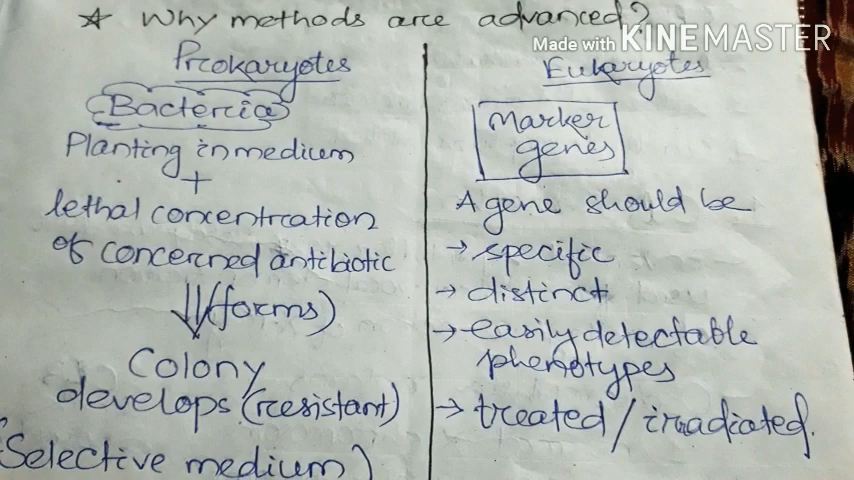 * Why methods are advanced?
Made with KINEMASTER
Prokaryotes
Bacteria
Planting in medium
+
lethal concentration
of concerned antibiotic
⇓ (forms)
Colony
develops (resistant)
(Selective medium)
Eukaryotes
Marker
genes
A gene should be
→ specific
→ distinct
→ easily detectable
phenotypes
→ treated / irradiated.